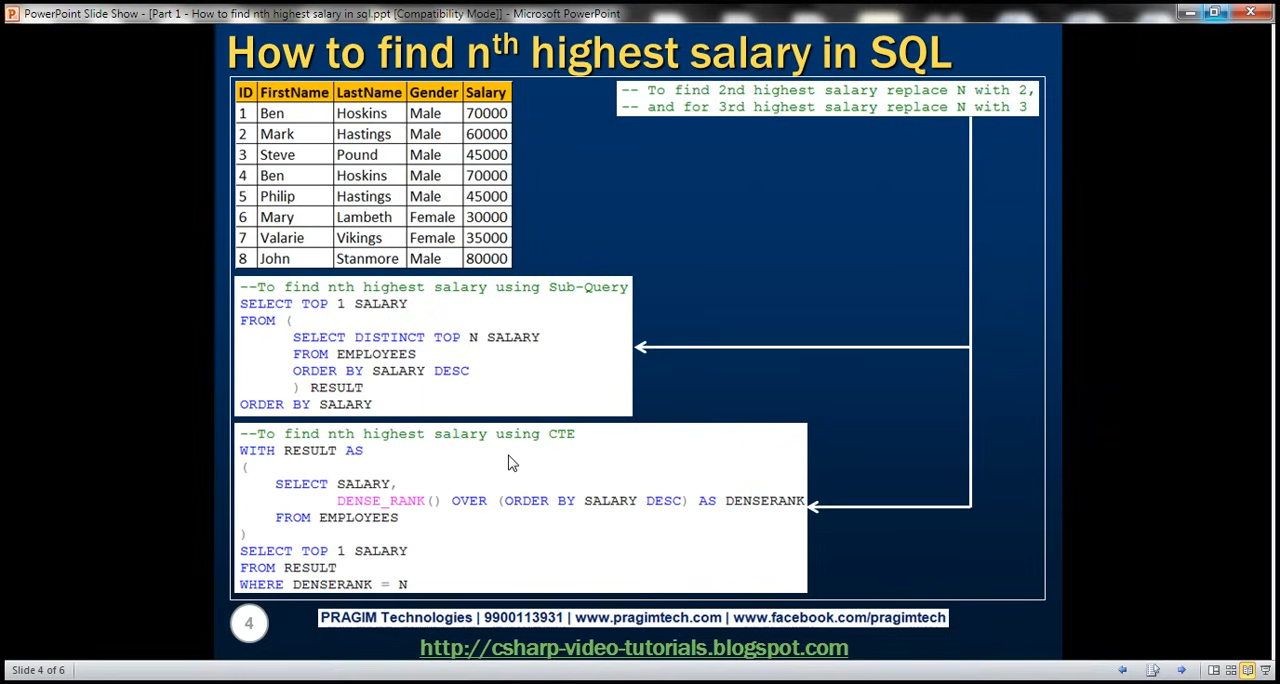 PowerPoint Slide Show - [Part 1 - How to find nth highest salary in sql.ppt [Compatibility Mode]] - Microsoft PowerPoint
How to find nth highest salary in SQL
ID FirstName LastName Gender Salary
1 Ben Hoskins Male 70000
2 Mark Hastings Male 60000
3 Steve Pound Male 45000
4 Ben Hoskins Male 70000
5 Philip Hastings Male 45000
6 Mary Lambeth Female 30000
7 Valarie Vikings Female 35000
8 John Stanmore Male 80000
-- To find 2nd highest salary replace N with 2,
-- and for 3rd highest salary replace N with 3
--To find nth highest salary using Sub-Query
SELECT TOP 1 SALARY
FROM (
SELECT DISTINCT TOP N SALARY
FROM EMPLOYEES
ORDER BY SALARY DESC
) RESULT
ORDER BY SALARY
--To find nth highest salary using CTE
WITH RESULT AS
(
SELECT SALARY,
DENSE_RANK() OVER (ORDER BY SALARY DESC) AS DENSERANK
FROM EMPLOYEES
)
SELECT TOP 1 SALARY
FROM RESULT
WHERE DENSERANK = N
4
PRAGIM Technologies | 9900113931 | www.pragimtech.com | www.facebook.com/pragimtech
http://csharp-video-tutorials.blogspot.com
Slide 4 of 6